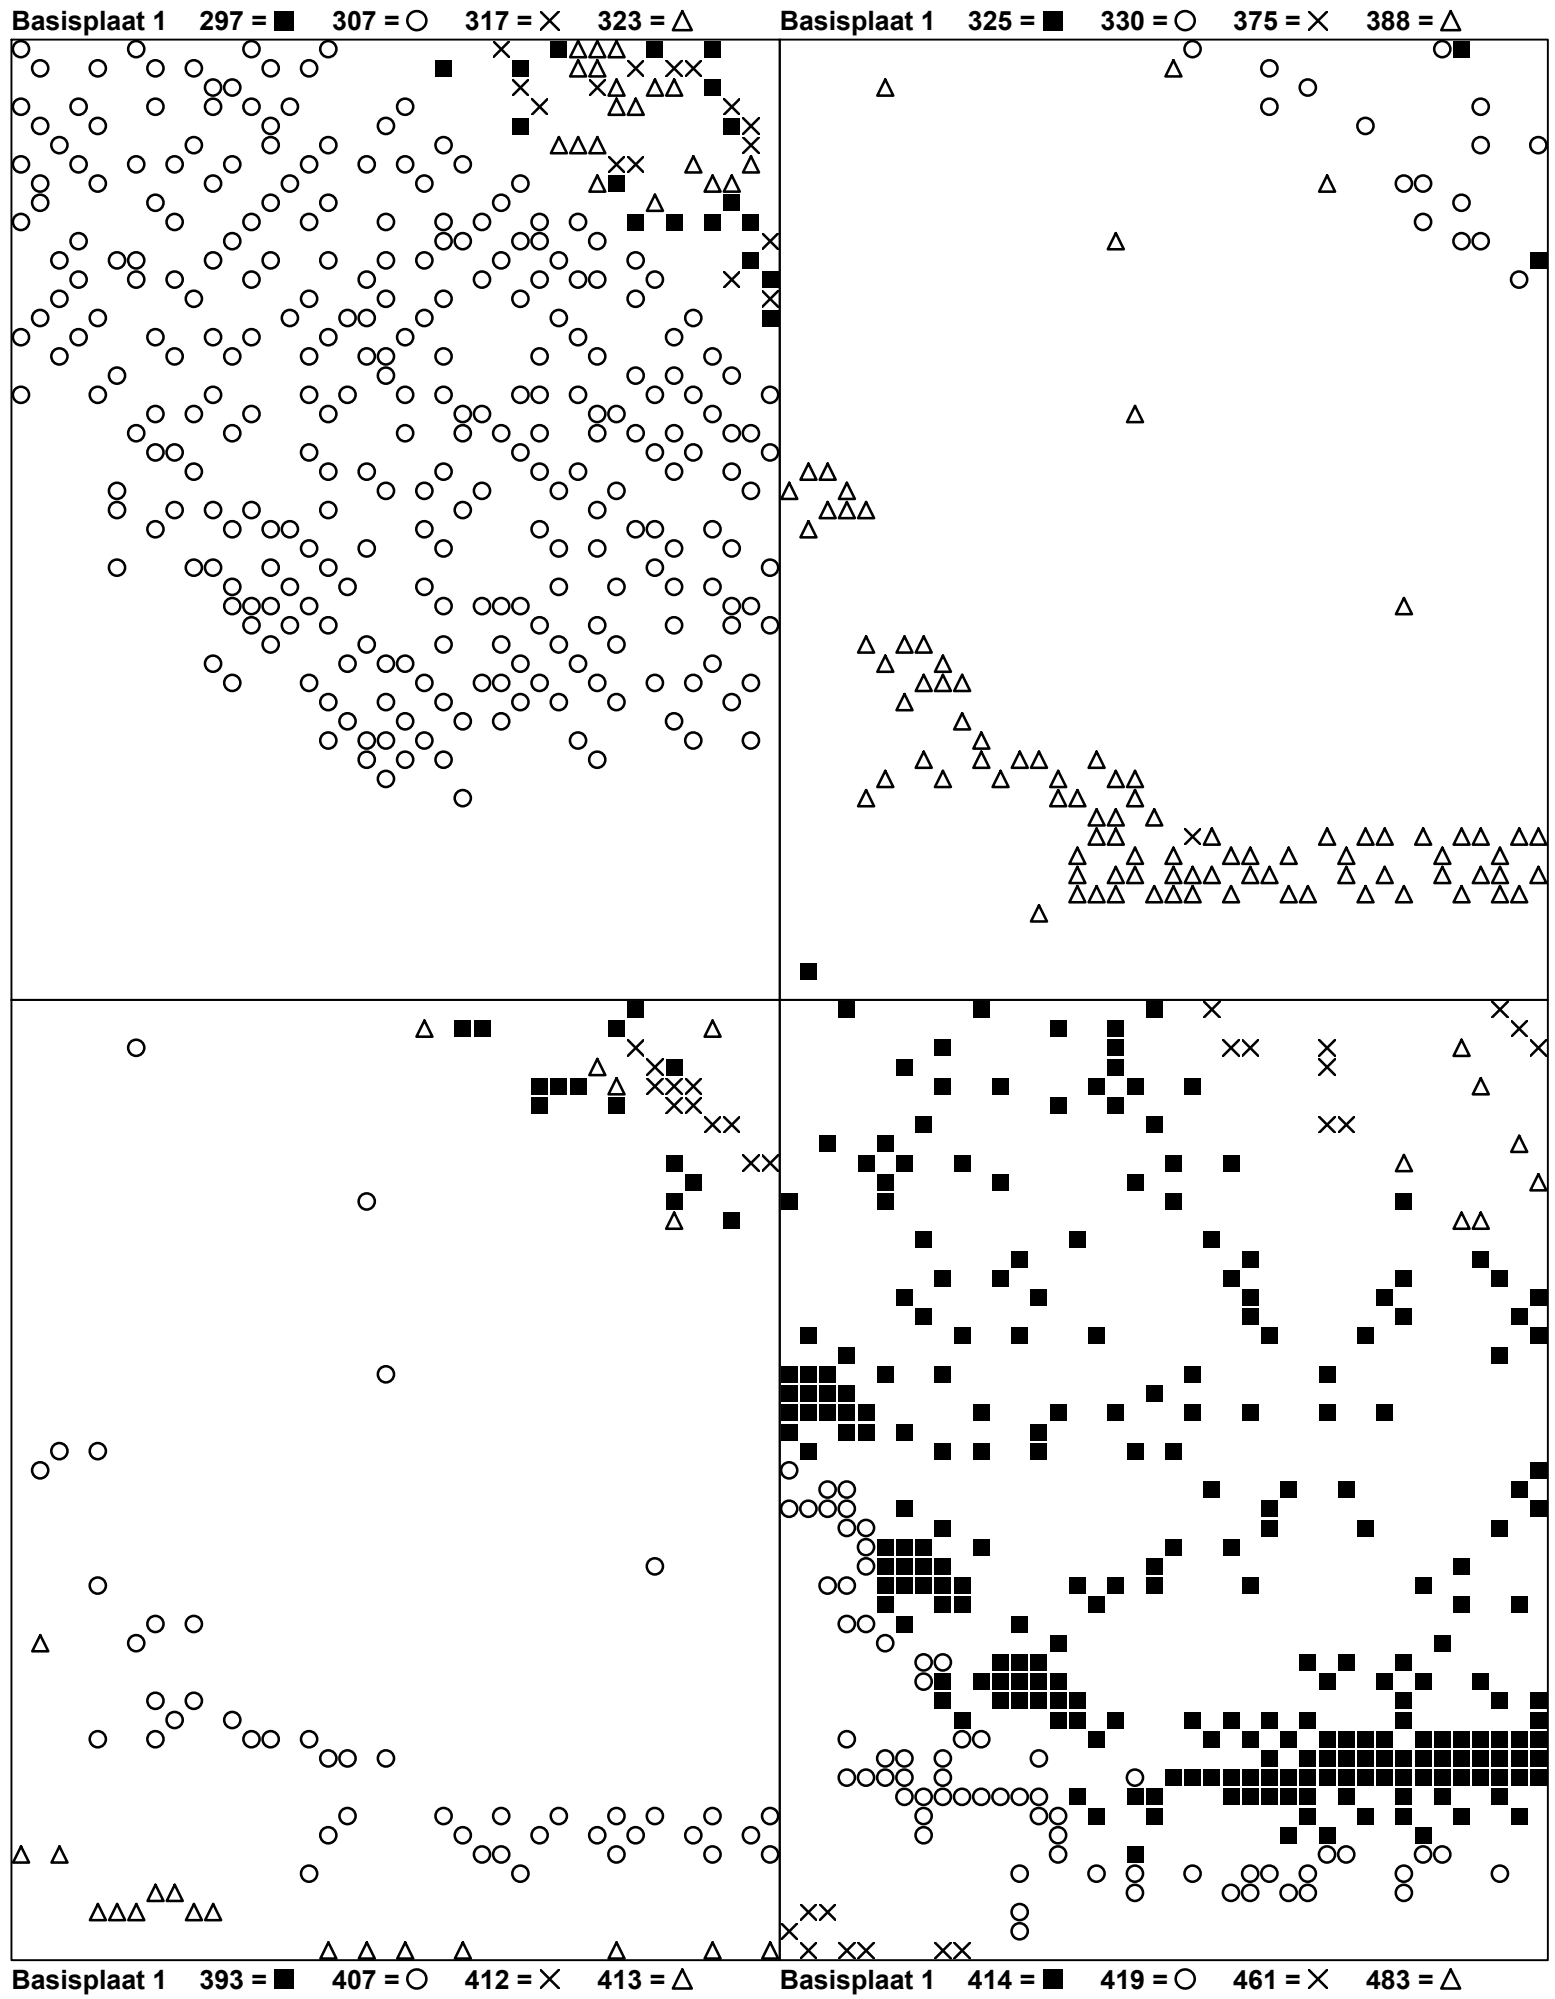 Basisplaat 1 297 = ■ 307 = ○ 317 = × 323 = △
Basisplaat 1 325 = ■ 330 = ○ 375 = × 388 = △
Basisplaat 1 393 = ■ 407 = ○ 412 = × 413 = △
Basisplaat 1 414 = ■ 419 = ○ 461 = × 483 = △